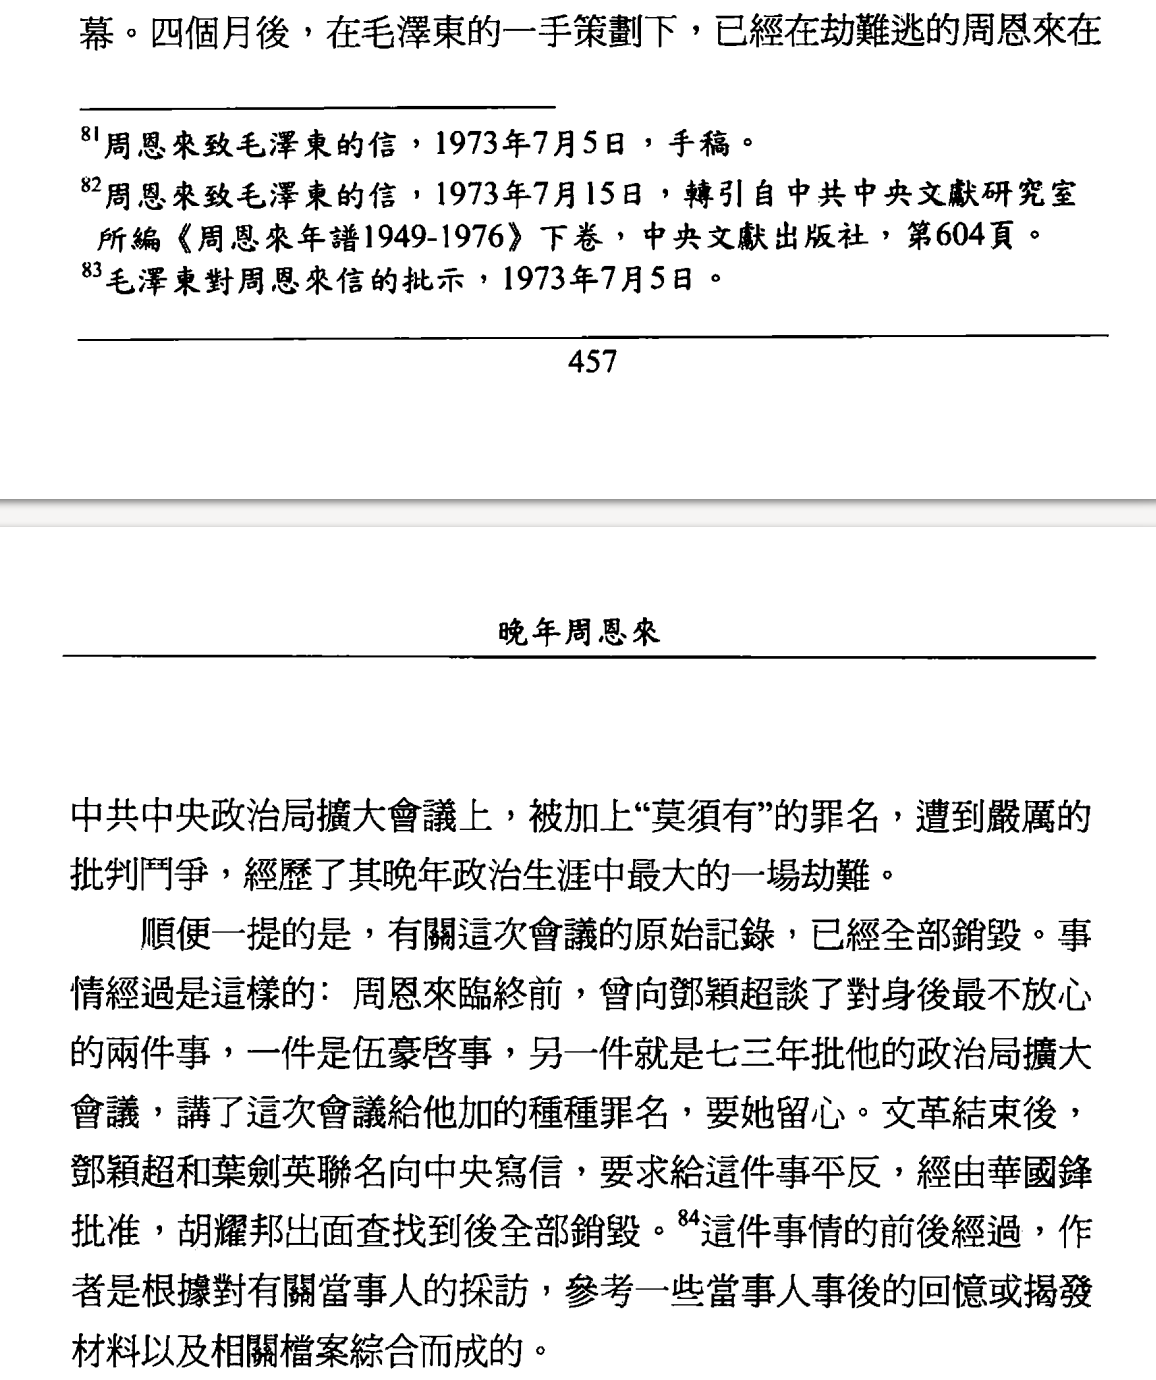 幕。四個月後，在毛澤東的一手策劃下，已經在劫難逃的周恩來在
81周恩來致毛澤東的信，1973年7月5日，手稿。
82周恩來致毛澤東的信，1973年7月15日，轉引自中共中央文獻研究室
所編《周恩來年譜1949-1976》下卷，中央文獻出版社，第604頁。
83毛澤東對周恩來信的批示，1973年7月5日。
457
晚年周恩來
中共中央政治局擴大會議上，被加上“莫須有”的罪名，遭到嚴厲的
批判鬥爭，經歷了其晚年政治生涯中最大的一場劫難。
順便一提的是，有關這次會議的原始記錄，已經全部銷毀。事
情經過是這樣的：周恩來臨終前，曾向鄧穎超談了對身後最不放心
的兩件事，一件是伍豪啓事，另一件就是七三年批他的政治局擴大
會議，講了這次會議給他加的種種罪名，要她留心。文革結束後，
鄧穎超和葉劍英聯名向中央寫信，要求給這件事平反，經由華國鋒
批准，胡耀邦出面查找到後全部銷毀。84這件事情的前後經過，作
者是根據對有關當事人的採訪，參考一些當事人事後的回憶或揭發
材料以及相關檔案綜合而成的。